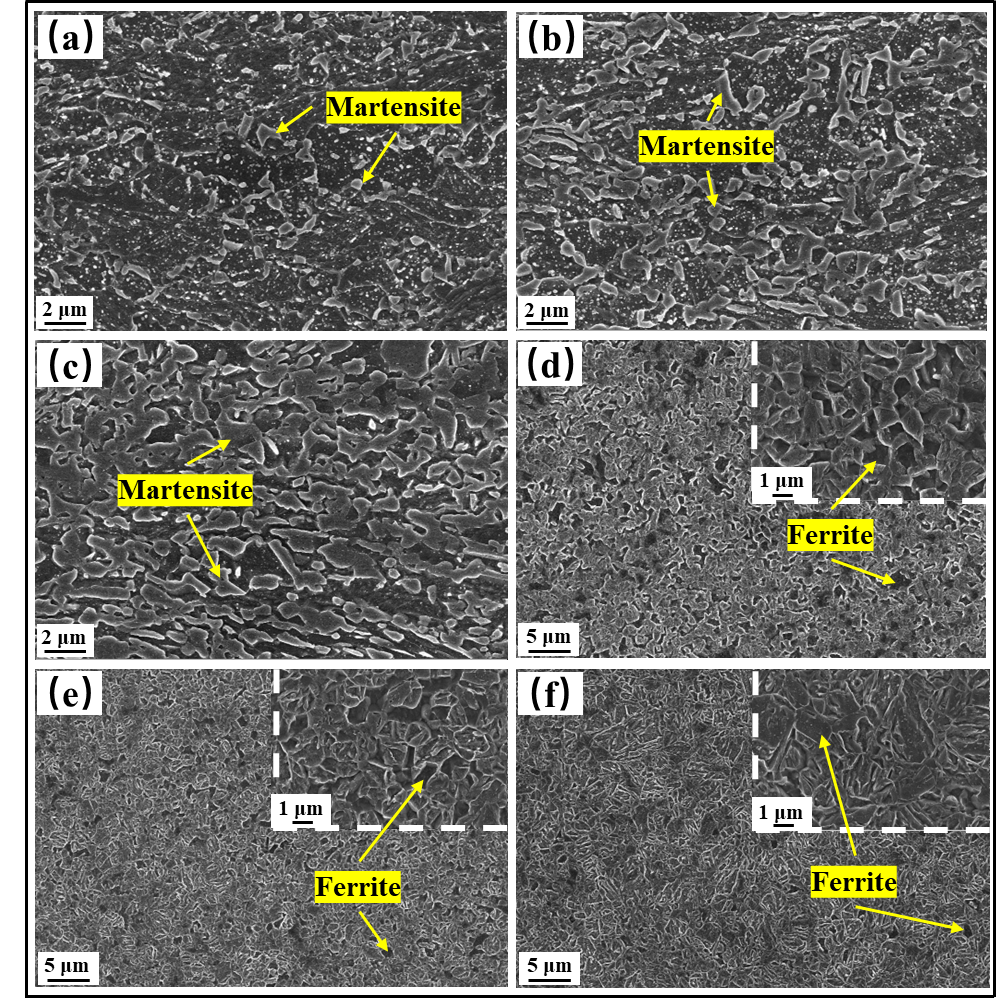 (a)
Martensite
2 μm
(b)
Martensite
2 μm
(c)
Martensite
2 μm
(d)
1 μm
Ferrite
5 μm
(e)
1 μm
Ferrite
5 μm
(f)
1 μm
Ferrite
5 μm